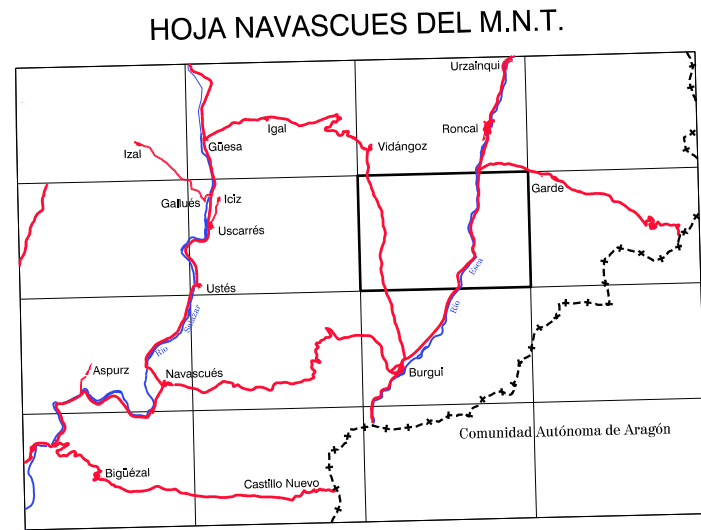 HOJA NAVASCUES DEL M.N.T.
Urzainqui
Igal
Roncal
Izal
Güesa
Vidángoz
Garde
Gallués
Iciz
Uscarrés
Esca
Ustés
Río
Salazar
Río
Aspurz
Navascués
Burgui
Comunidad Autónoma de Aragón
Bigüézal
Castillo Nuevo